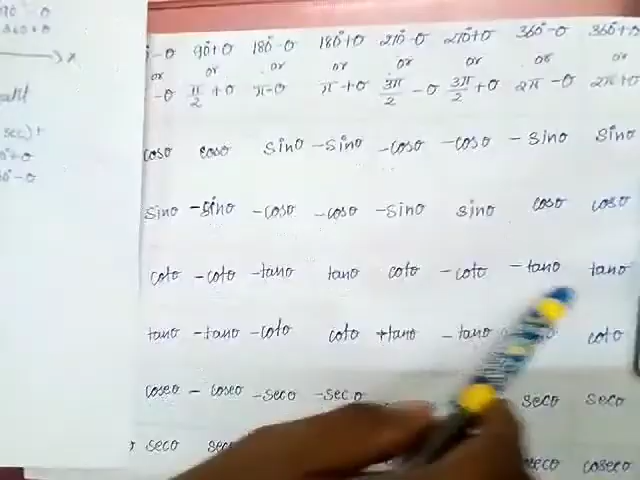 90°+θ 180°-θ 180°+θ 270°-θ 270°+θ 360°-θ 360°+θ
or or or or or or or or
π/2 +θ π-θ π+θ 3π/2 -θ 3π/2 +θ 2π-θ 2π+θ
cosθ cosθ sinθ -sinθ -cosθ -cosθ -sinθ sinθ
sinθ -sinθ -cosθ -cosθ -sinθ sinθ cosθ cosθ
cotθ -cotθ -tanθ tanθ cotθ -cotθ -tanθ tanθ
tanθ -tanθ -cotθ cotθ +tanθ -tanθ cotθ
cosecθ -cosecθ -secθ -secθ secθ secθ
secθ cosecθ